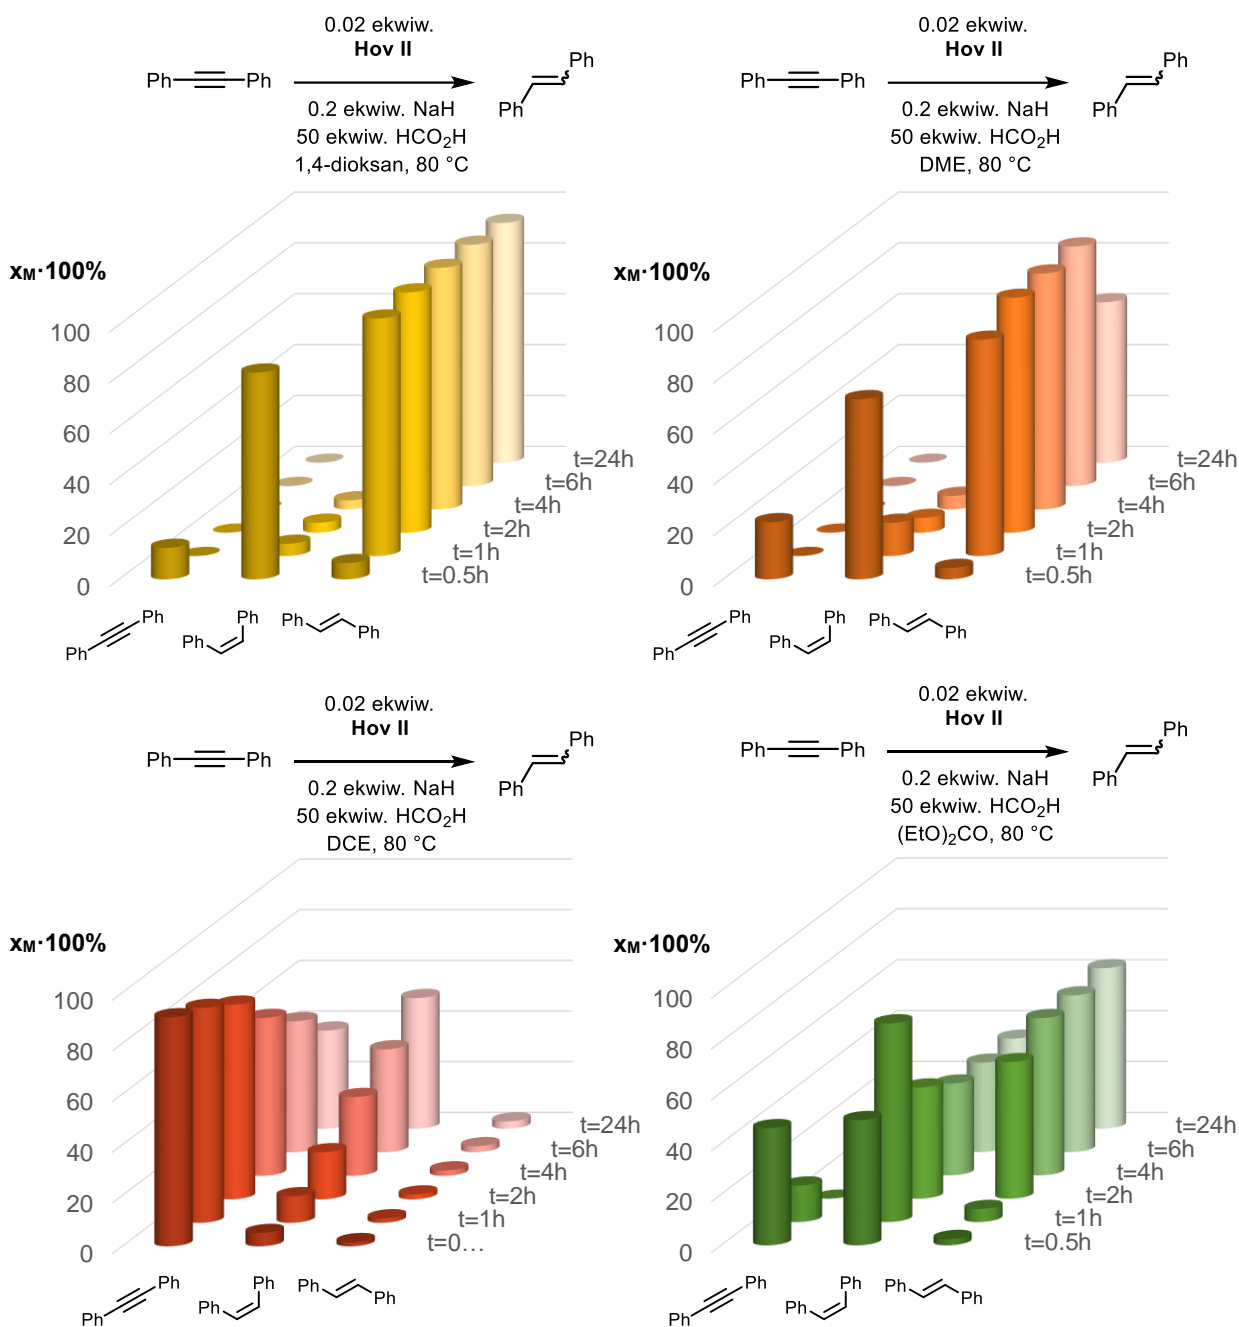 0.02 ekwiw.
Hov II
Ph
Ph
Ph
Ph
0.2 ekwiw. NaH
50 ekwiw. HCO2H
1,4-dioksan, 80 °C
xM·100%
100
80
60
40
20
0
t=24h
t=6h
t=4h
t=2h
t=1h
t=0.5h
Ph
Ph
Ph
Ph
Ph
Ph
0.02 ekwiw.
Hov II
Ph
Ph
Ph
Ph
0.2 ekwiw. NaH
50 ekwiw. HCO2H
DME, 80 °C
xM·100%
100
80
60
40
20
0
t=24h
t=6h
t=4h
t=2h
t=1h
t=0.5h
Ph
Ph
Ph
Ph
Ph
Ph
0.02 ekwiw.
Hov II
Ph
Ph
Ph
Ph
0.2 ekwiw. NaH
50 ekwiw. HCO2H
DCE, 80 °C
xM·100%
100
80
60
40
20
0
t=24h
t=6h
t=4h
t=2h
t=1h
t=0…
Ph
Ph
Ph
Ph
Ph
Ph
0.02 ekwiw.
Hov II
Ph
Ph
Ph
Ph
0.2 ekwiw. NaH
50 ekwiw. HCO2H
(EtO)2CO, 80 °C
xM·100%
100
80
60
40
20
0
t=24h
t=6h
t=4h
t=2h
t=1h
t=0.5h
Ph
Ph
Ph
Ph
Ph
Ph